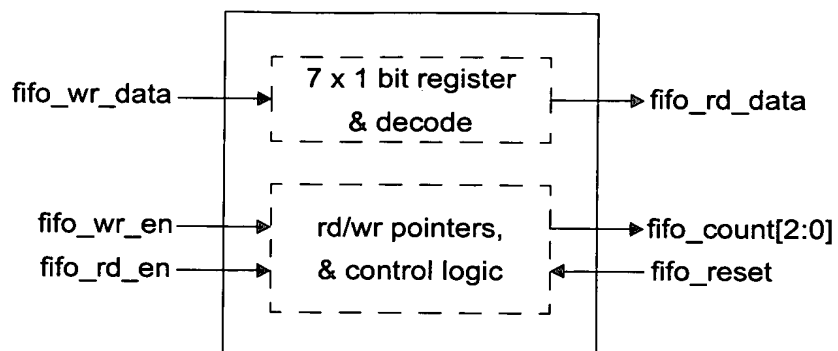 7 x 1 bit register
& decode
fifo_wr_data
fifo_rd_data
fifo_wr_en
fifo_rd_en
rd/wr pointers,
& control logic
fifo_count[2:0]
fifo_reset